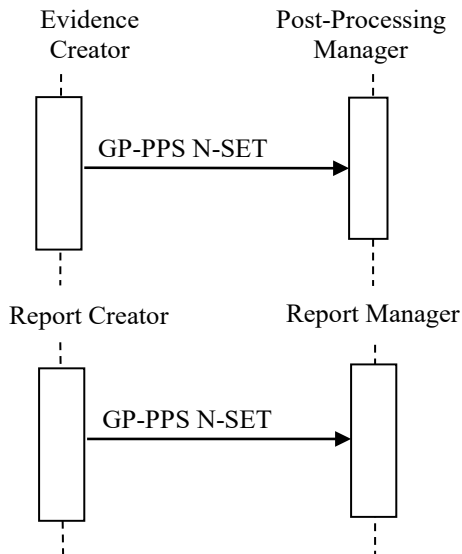 Evidence
Creator
Post-Processing
Manager
GP-PPS N-SET
Report Creator
Report Manager
GP-PPS N-SET